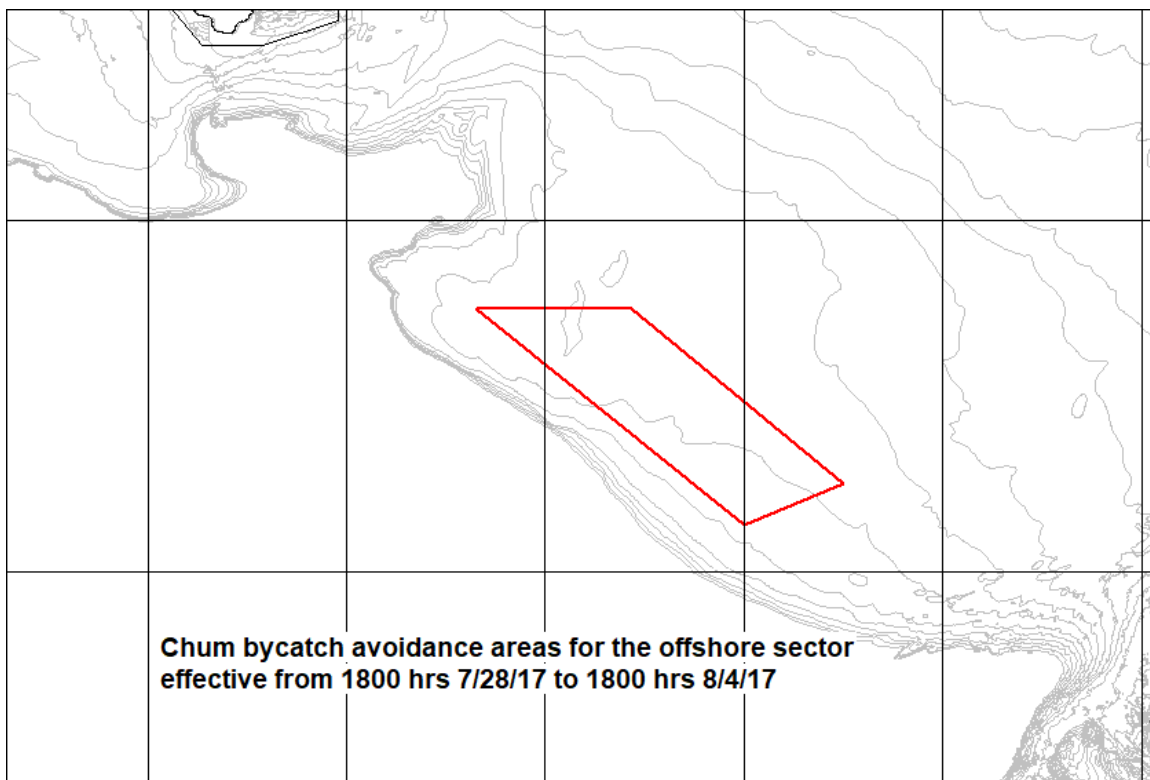 Chum bycatch avoidance areas for the offshore sector
effective from 1800 hrs 7/28/17 to 1800 hrs 8/4/17